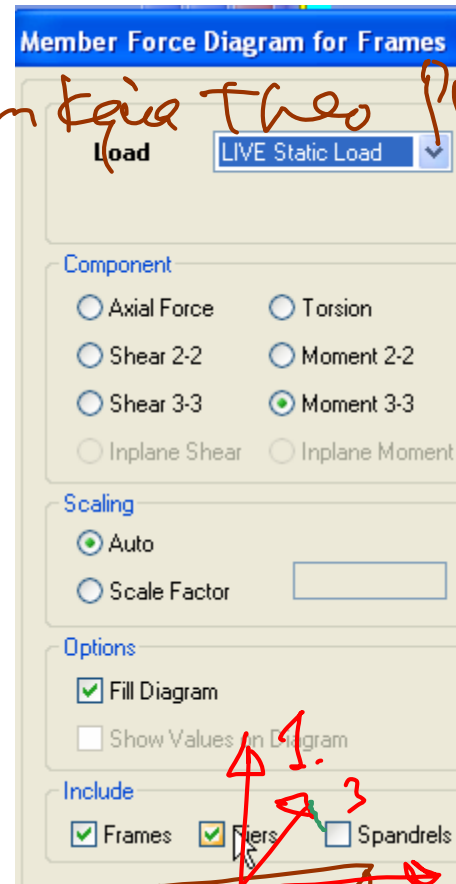 Member Force Diagram for Frames
Theo
Load LIVE Static Load
Component
Axial Force Torsion
Shear 2-2 Moment 2-2
Shear 3-3 Moment 3-3
Inplane Shear Inplane Moment
Scaling
Auto
Scale Factor
Options
Fill Diagram
Show Values on Diagram
1.
Include
3
Frames Piers Spandrels